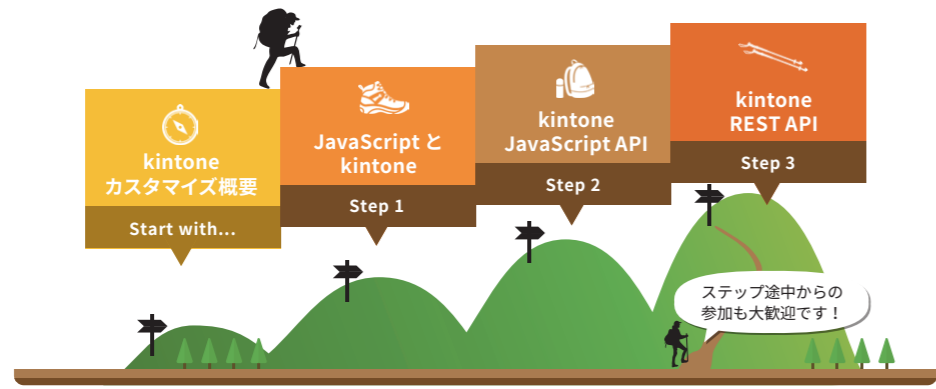 kintone
カスタマイズ概要
Start with...
JavaScript と
kintone
Step 1
kintone
JavaScript API
Step 2
kintone
REST API
Step 3
ステップ途中からの
参加も大歓迎です！